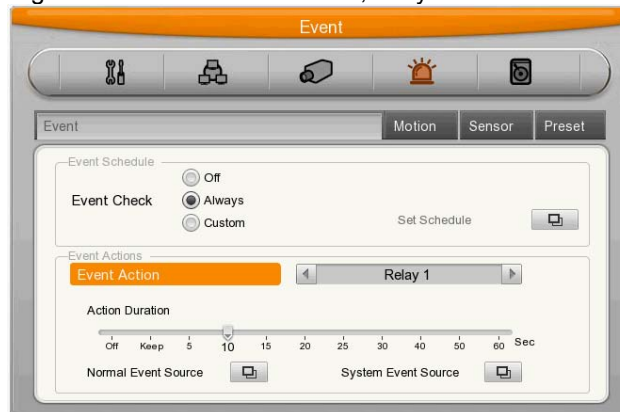 Event
Event
Motion
Sensor
Preset
Event Schedule
Event Check
Off
Always
Custom
Set Schedule
Event Actions
Event Action
Relay 1
Action Duration
Off Keep 5 10 15 20 25 30 40 50 60 Sec
Normal Event Source
System Event Source